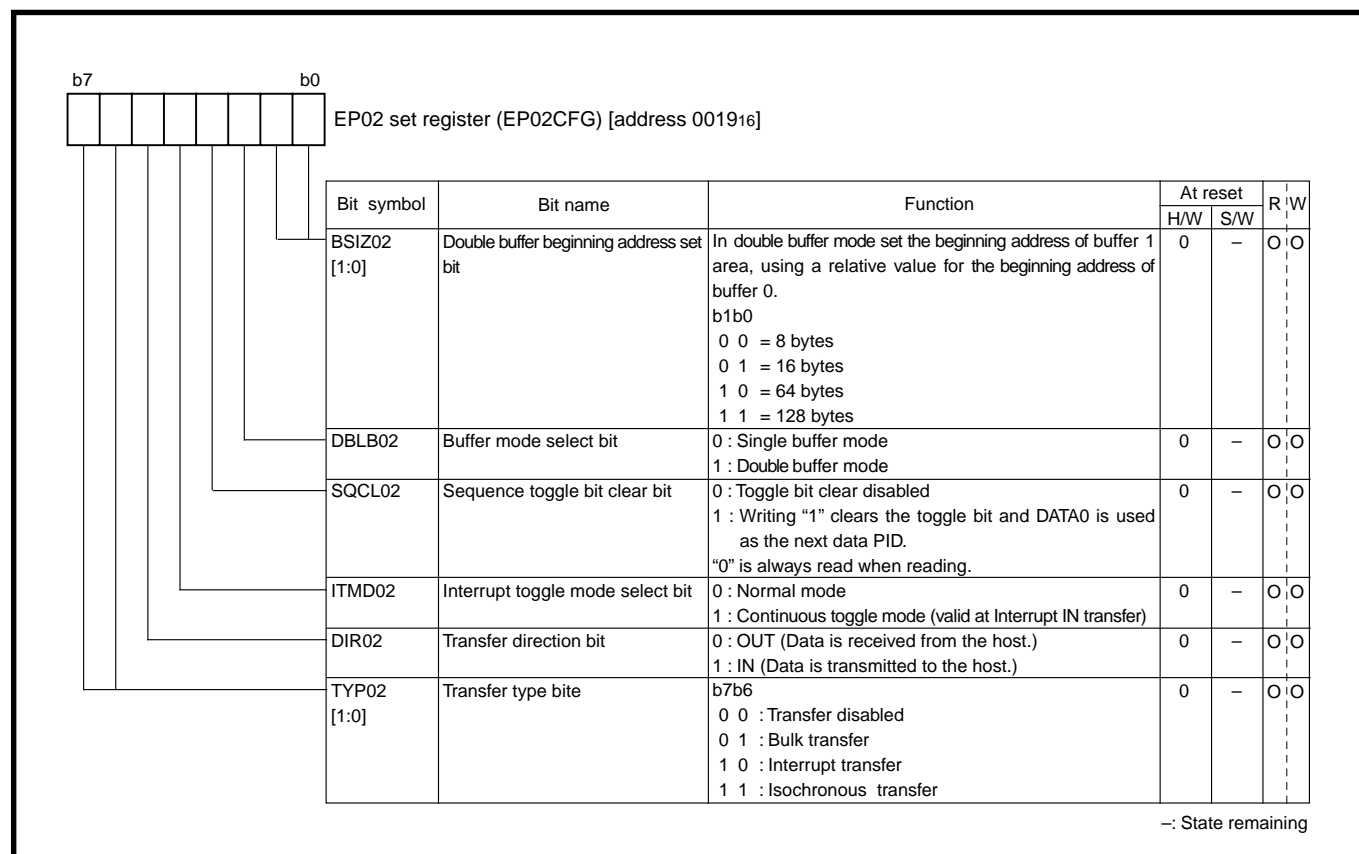 b7 b0
EP02 set register (EP02CFG) [address 001916]
Bit symbol Bit name Function At reset R W
H/W S/W
BSIZ02 Double buffer beginning address set In double buffer mode set the beginning address of buffer 1 0 – O O
[1:0] bit area, using a relative value for the beginning address of
buffer 0.
b1b0
0 0 = 8 bytes
0 1 = 16 bytes
1 0 = 64 bytes
1 1 = 128 bytes
DBLB02 Buffer mode select bit 0 : Single buffer mode 0 – O O
1 : Double buffer mode
SQCL02 Sequence toggle bit clear bit 0 : Toggle bit clear disabled 0 – O O
1 : Writing “1” clears the toggle bit and DATA0 is used
as the next data PID.
“0” is always read when reading.
ITMD02 Interrupt toggle mode select bit 0 : Normal mode 0 – O O
1 : Continuous toggle mode (valid at Interrupt IN transfer)
DIR02 Transfer direction bit 0 : OUT (Data is received from the host.) 0 – O O
1 : IN (Data is transmitted to the host.)
TYP02 Transfer type bite b7b6 0 – O O
[1:0] 0 0 : Transfer disabled
0 1 : Bulk transfer
1 0 : Interrupt transfer
1 1 : Isochronous transfer
–: State remaining